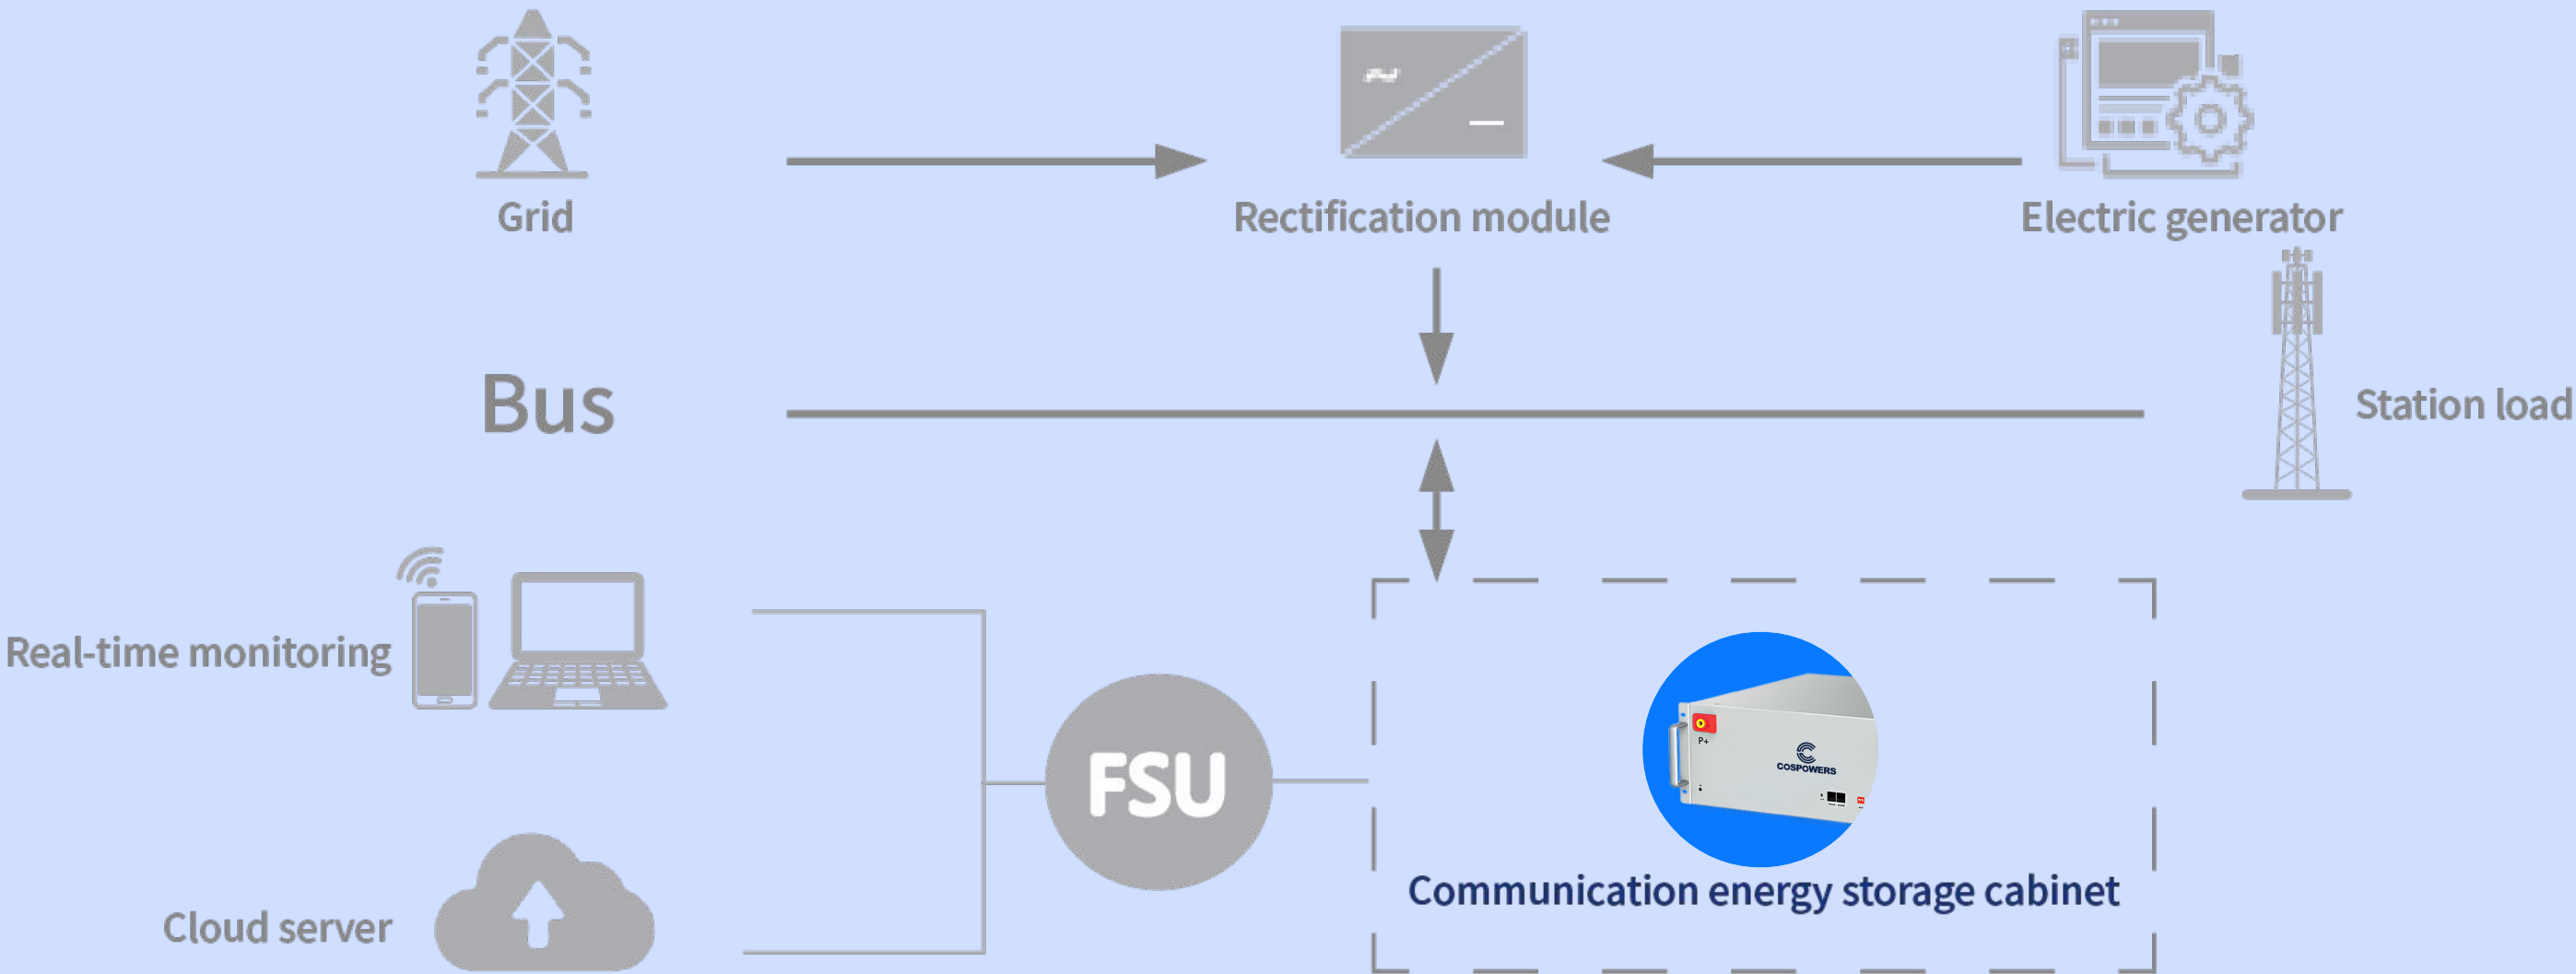 Grid
Rectification module
Electric generator
Bus
Station load
Real-time monitoring
FSU
P+
COSPOWERS
Communication energy storage cabinet
Cloud server